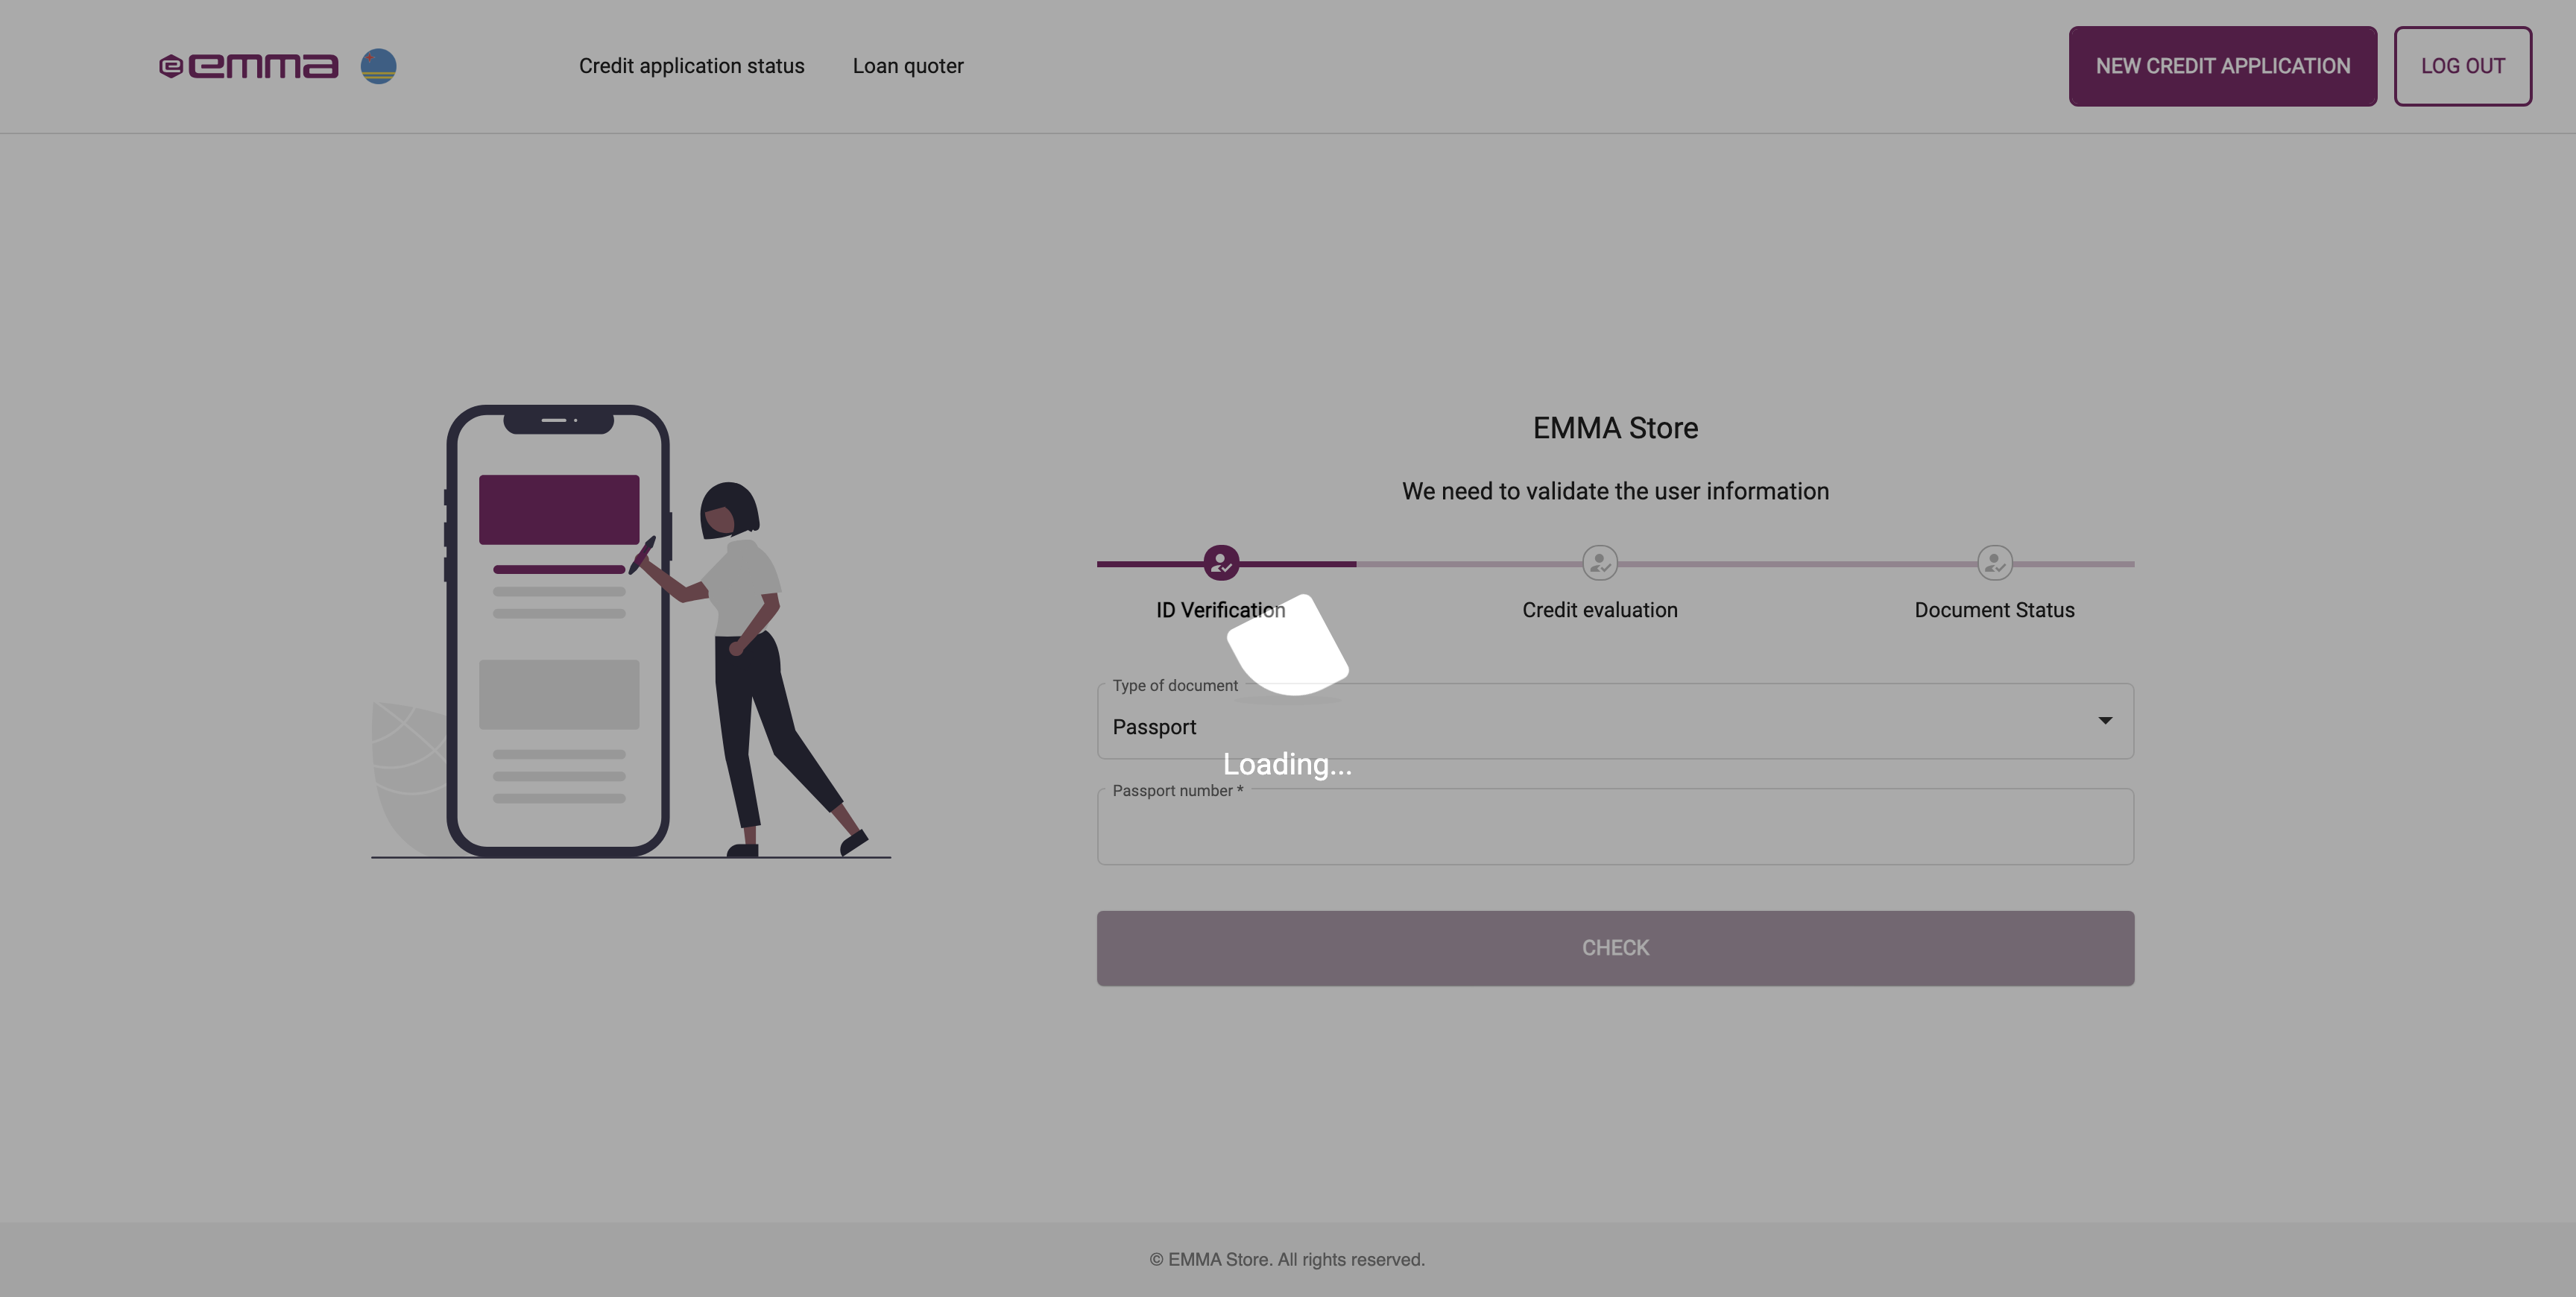 emma
Credit application status
Loan quoter
NEW CREDIT APPLICATION
LOG OUT
EMMA Store
We need to validate the user information
ID Verification
Credit evaluation
Document Status
Type of document
Passport
Loading...
Passport number *
CHECK
© EMMA Store. All rights reserved.